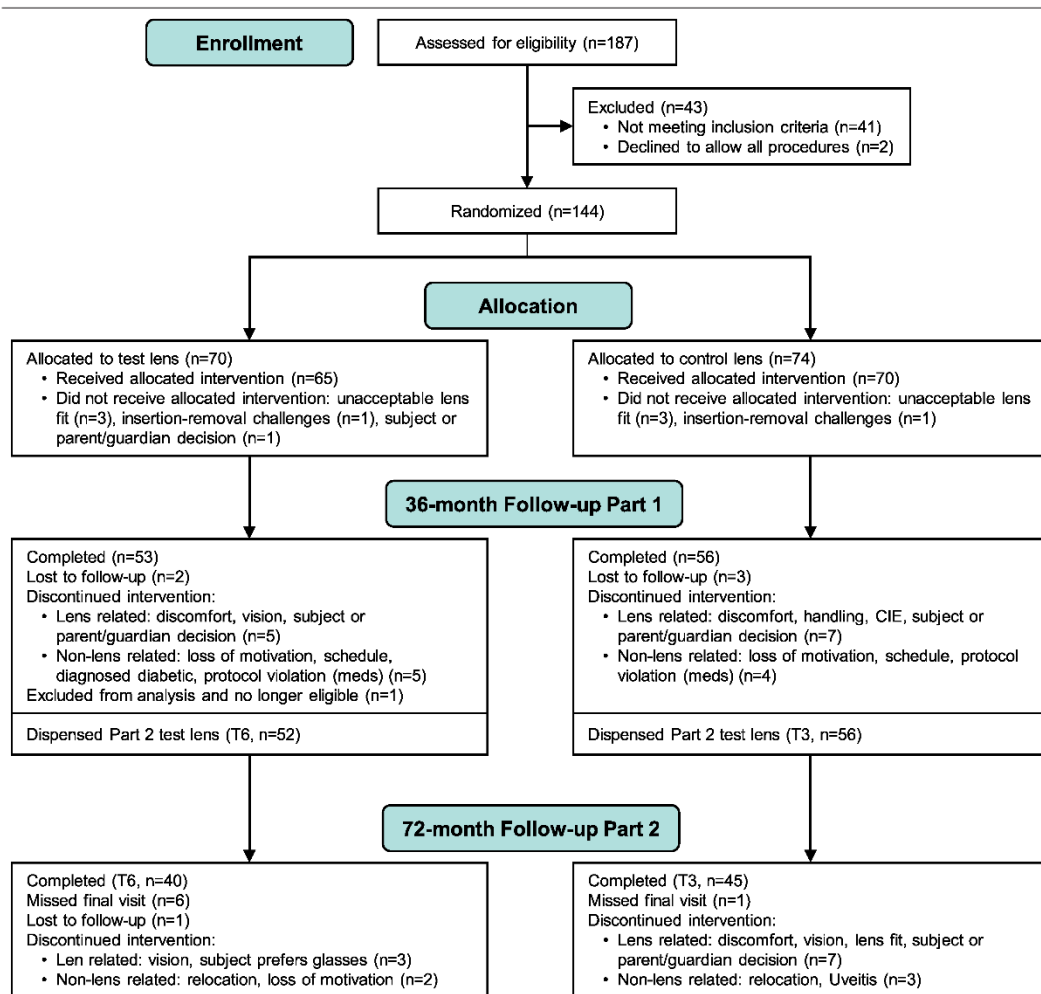 Enrollment
Assessed for eligibility (n=187)
Excluded (n=43)
• Not meeting inclusion criteria (n=41)
• Declined to allow all procedures (n=2)
Randomized (n=144)
Allocation
Allocated to test lens (n=70)
• Received allocated intervention (n=65)
• Did not receive allocated intervention: unacceptable lens
fit (n=3), insertion-removal challenges (n=1), subject or
parent/guardian decision (n=1)
Allocated to control lens (n=74)
• Received allocated intervention (n=70)
• Did not receive allocated intervention: unacceptable lens
fit (n=3), insertion-removal challenges (n=1)
36-month Follow-up Part 1
Completed (n=53)
Lost to follow-up (n=2)
Discontinued intervention:
• Lens related: discomfort, vision, subject or
parent/guardian decision (n=5)
• Non-lens related: loss of motivation, schedule,
diagnosed diabetic, protocol violation (meds) (n=5)
Excluded from analysis and no longer eligible (n=1)
Dispensed Part 2 test lens (T6, n=52)
Completed (n=56)
Lost to follow-up (n=3)
Discontinued intervention:
• Lens related: discomfort, handling, CIE, subject or
parent/guardian decision (n=7)
• Non-lens related: loss of motivation, schedule, protocol
violation (meds) (n=4)
Dispensed Part 2 test lens (T3, n=56)
72-month Follow-up Part 2
Completed (T6, n=40)
Missed final visit (n=6)
Lost to follow-up (n=1)
Discontinued intervention:
• Len related: vision, subject prefers glasses (n=3)
• Non-lens related: relocation, loss of motivation (n=2)
Completed (T3, n=45)
Missed final visit (n=1)
Discontinued intervention:
• Lens related: discomfort, vision, lens fit, subject or
parent/guardian decision (n=7)
• Non-lens related: relocation, Uveitis (n=3)